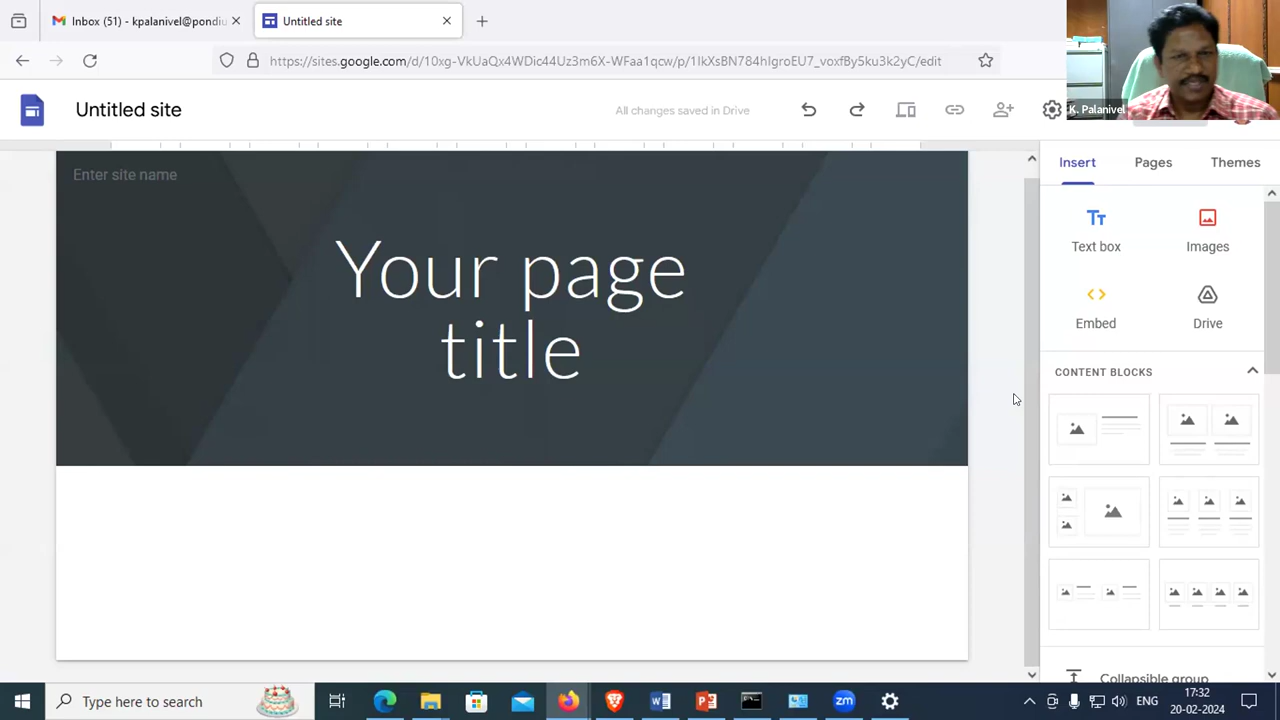 Inbox (51) - kpalanivel@pondiu
Untitled site
https://sites.google.com/d/10xg-VkUaQx4WDic44Uz3m6X-WFaa1qcw/p/1IkXsBN784hIgroEU7_voxfBy5ku3k2yC/edit
Untitled site
All changes saved in Drive
K. Palanivel
Enter site name
Your page
title
Insert
Pages
Themes
Text box
Images
Embed
Drive
CONTENT BLOCKS
Collapsible group
Type here to search
ENG
17:32
20-02-2024